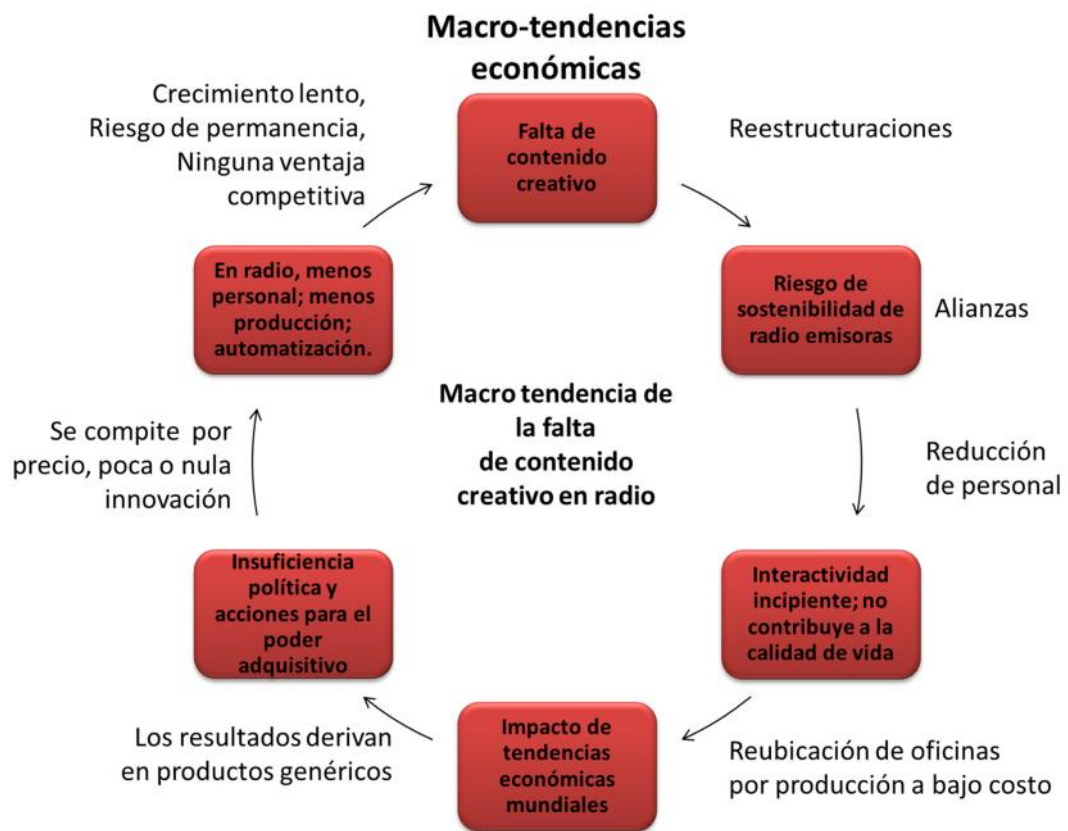 Macro-tendencias
económicas
Crecimiento lento,
Riesgo de permanencia,
Ninguna ventaja
competitiva
Falta de
contenido
creativo
Reestructuraciones
En radio, menos
personal; menos
producción;
automatización.
Riesgo de
sostenibilidad de
radio emisoras
Alianzas
Macro tendencia de
la falta
de contenido
creativo en radio
Se compite por
precio, poca o nula
innovación
Reducción
de personal
Insuficiencia
política y
acciones para el
poder
adquisitivo
Interactividad
incipiente; no
contribuye a la
calidad de vida
Los resultados derivan
en productos genéricos
Impacto de
tendencias
económicas
mundiales
Reubicación de oficinas
por producción a bajo costo